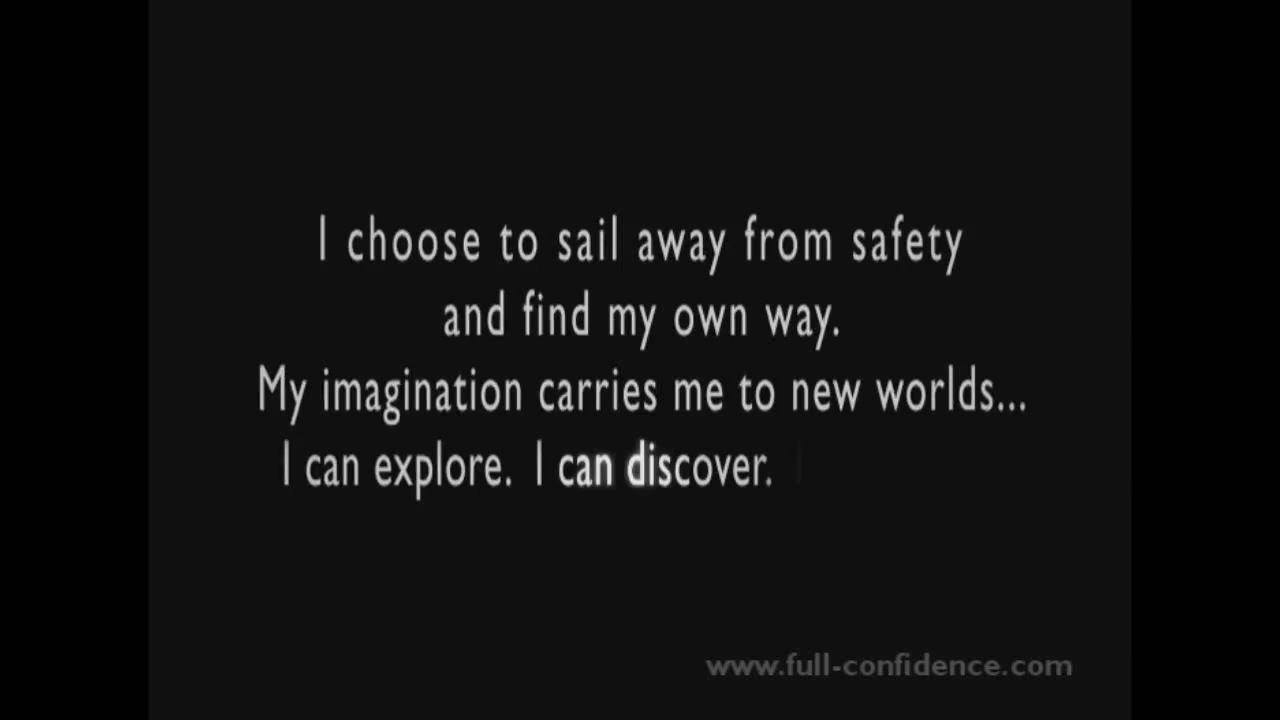 I choose to sail away from safety
and find my own way.
My imagination carries me to new worlds...
I can explore. I can discover.
www.full-confidence.com